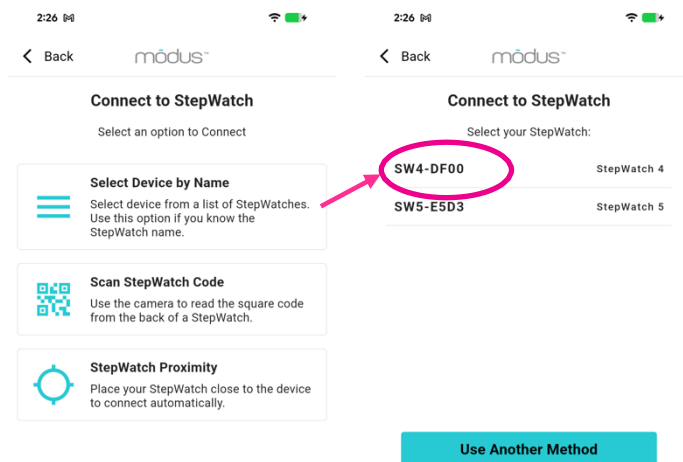 2:26
Back
mōdus™
Connect to StepWatch
Select an option to Connect
Select Device by Name
Select device from a list of StepWatches.
Use this option if you know the
StepWatch name.
Scan StepWatch Code
Use the camera to read the square code
from the back of a StepWatch.
StepWatch Proximity
Place your StepWatch close to the device
to connect automatically.
2:26
Back
mōdus™
Connect to StepWatch
Select your StepWatch:
SW4-DF00 StepWatch 4
SW5-E5D3 StepWatch 5
Use Another Method